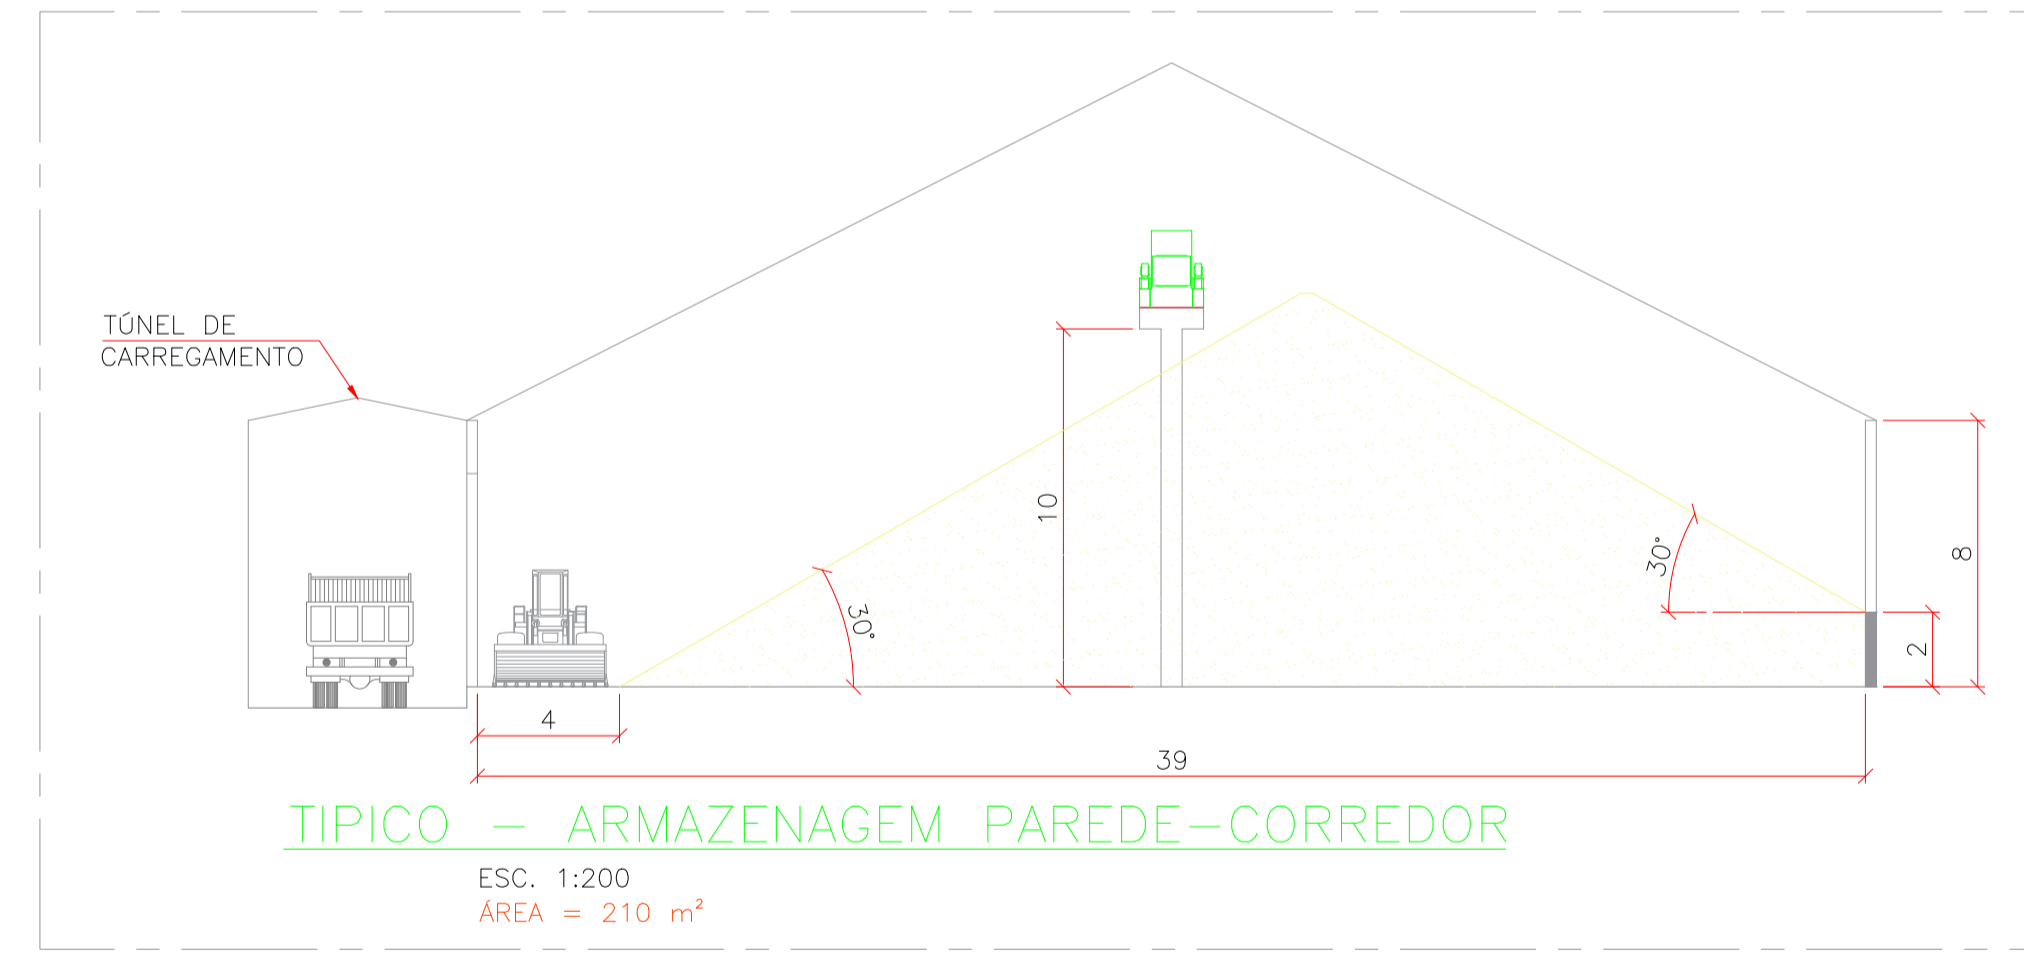 TÚNEL DE
CARREGAMENTO
10
30°
30°
8
2
4
39
TIPICO – ARMAZENAGEM PAREDE–CORREDOR
ESC. 1:200
ÁREA = 210 m²